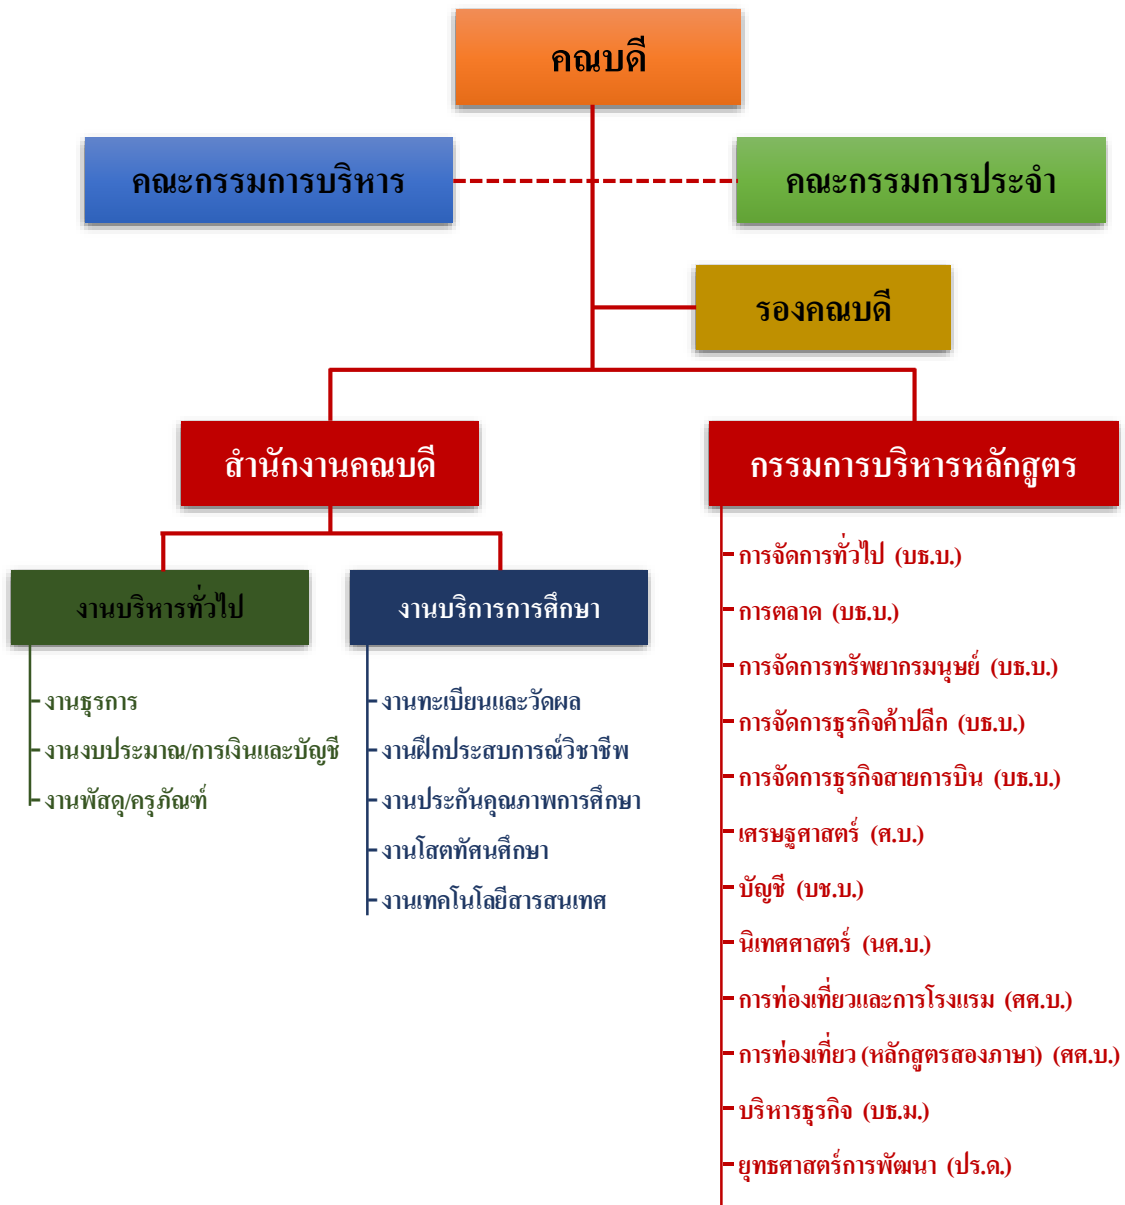 คณบดี
คณะกรรมการบริหาร
คณะกรรมการประจำ
รองคณบดี
สำนักงานคณบดี
กรรมการบริหารหลักสูตร
งานบริหารทั่วไป
งานธุรการ
งานงบประมาณ/การเงินและบัญชี
งานพัสดุ/ครุภัณฑ์
งานบริการการศึกษา
งานทะเบียนและวัดผล
งานฝึกประสบการณ์วิชาชีพ
งานประกันคุณภาพการศึกษา
งานโสตทัศนศึกษา
งานเทคโนโลยีสารสนเทศ
การจัดการทั่วไป (บธ.บ.)
การตลาด (บธ.บ.)
การจัดการทรัพยากรมนุษย์ (บธ.บ.)
การจัดการธุรกิจค้าปลีก (บธ.บ.)
การจัดการธุรกิจสายการบิน (บธ.บ.)
เศรษฐศาสตร์ (ศ.บ.)
บัญชี (บช.บ.)
นิเทศศาสตร์ (นศ.บ.)
การท่องเที่ยวและการโรงแรม (ศศ.บ.)
การท่องเที่ยว (หลักสูตรสองภาษา) (ศศ.บ.)
บริหารธุรกิจ (บธ.ม.)
ยุทธศาสตร์การพัฒนา (ปร.ด.)